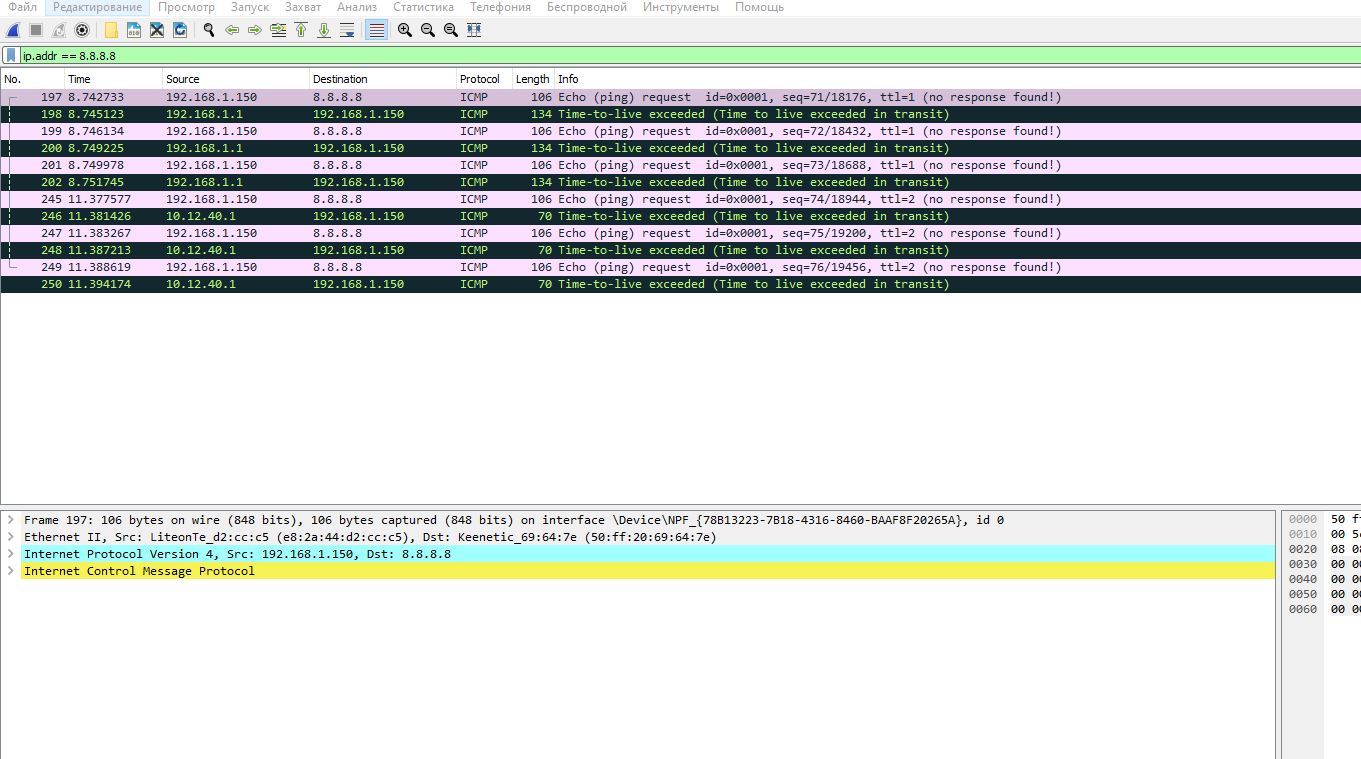 Файл Редактирование Просмотр Запуск Захват Анализ Статистика Телефония Беспроводной Инструменты Помощь
ip.addr == 8.8.8.8
No. Time Source Destination Protocol Length Info
197 8.742733 192.168.1.150 8.8.8.8 ICMP 106 Echo (ping) request id=0x0001, seq=71/18176, ttl=1 (no response found!)
198 8.745123 192.168.1.1 192.168.1.150 ICMP 134 Time-to-live exceeded (Time to live exceeded in transit)
199 8.746134 192.168.1.150 8.8.8.8 ICMP 106 Echo (ping) request id=0x0001, seq=72/18432, ttl=1 (no response found!)
200 8.749225 192.168.1.1 192.168.1.150 ICMP 134 Time-to-live exceeded (Time to live exceeded in transit)
201 8.749978 192.168.1.150 8.8.8.8 ICMP 106 Echo (ping) request id=0x0001, seq=73/18688, ttl=1 (no response found!)
202 8.751745 192.168.1.1 192.168.1.150 ICMP 134 Time-to-live exceeded (Time to live exceeded in transit)
245 11.377577 192.168.1.150 8.8.8.8 ICMP 106 Echo (ping) request id=0x0001, seq=74/18944, ttl=2 (no response found!)
246 11.381426 10.12.40.1 192.168.1.150 ICMP 70 Time-to-live exceeded (Time to live exceeded in transit)
247 11.383267 192.168.1.150 8.8.8.8 ICMP 106 Echo (ping) request id=0x0001, seq=75/19200, ttl=2 (no response found!)
248 11.387213 10.12.40.1 192.168.1.150 ICMP 70 Time-to-live exceeded (Time to live exceeded in transit)
249 11.388619 192.168.1.150 8.8.8.8 ICMP 106 Echo (ping) request id=0x0001, seq=76/19456, ttl=2 (no response found!)
250 11.394174 10.12.40.1 192.168.1.150 ICMP 70 Time-to-live exceeded (Time to live exceeded in transit)
Frame 197: 106 bytes on wire (848 bits), 106 bytes captured (848 bits) on interface \Device\NPF_{78B13223-7B18-4316-8460-BAAF8F20265A}, id 0
Ethernet II, Src: LiteonTe_d2:cc:c5 (e8:2a:44:d2:cc:c5), Dst: Keenetic_69:64:7e (50:ff:20:69:64:7e)
Internet Protocol Version 4, Src: 192.168.1.150, Dst: 8.8.8.8
Internet Control Message Protocol
0000 50
0010 00
0020 08
0030 00
0040 00
0050 00
0060 00